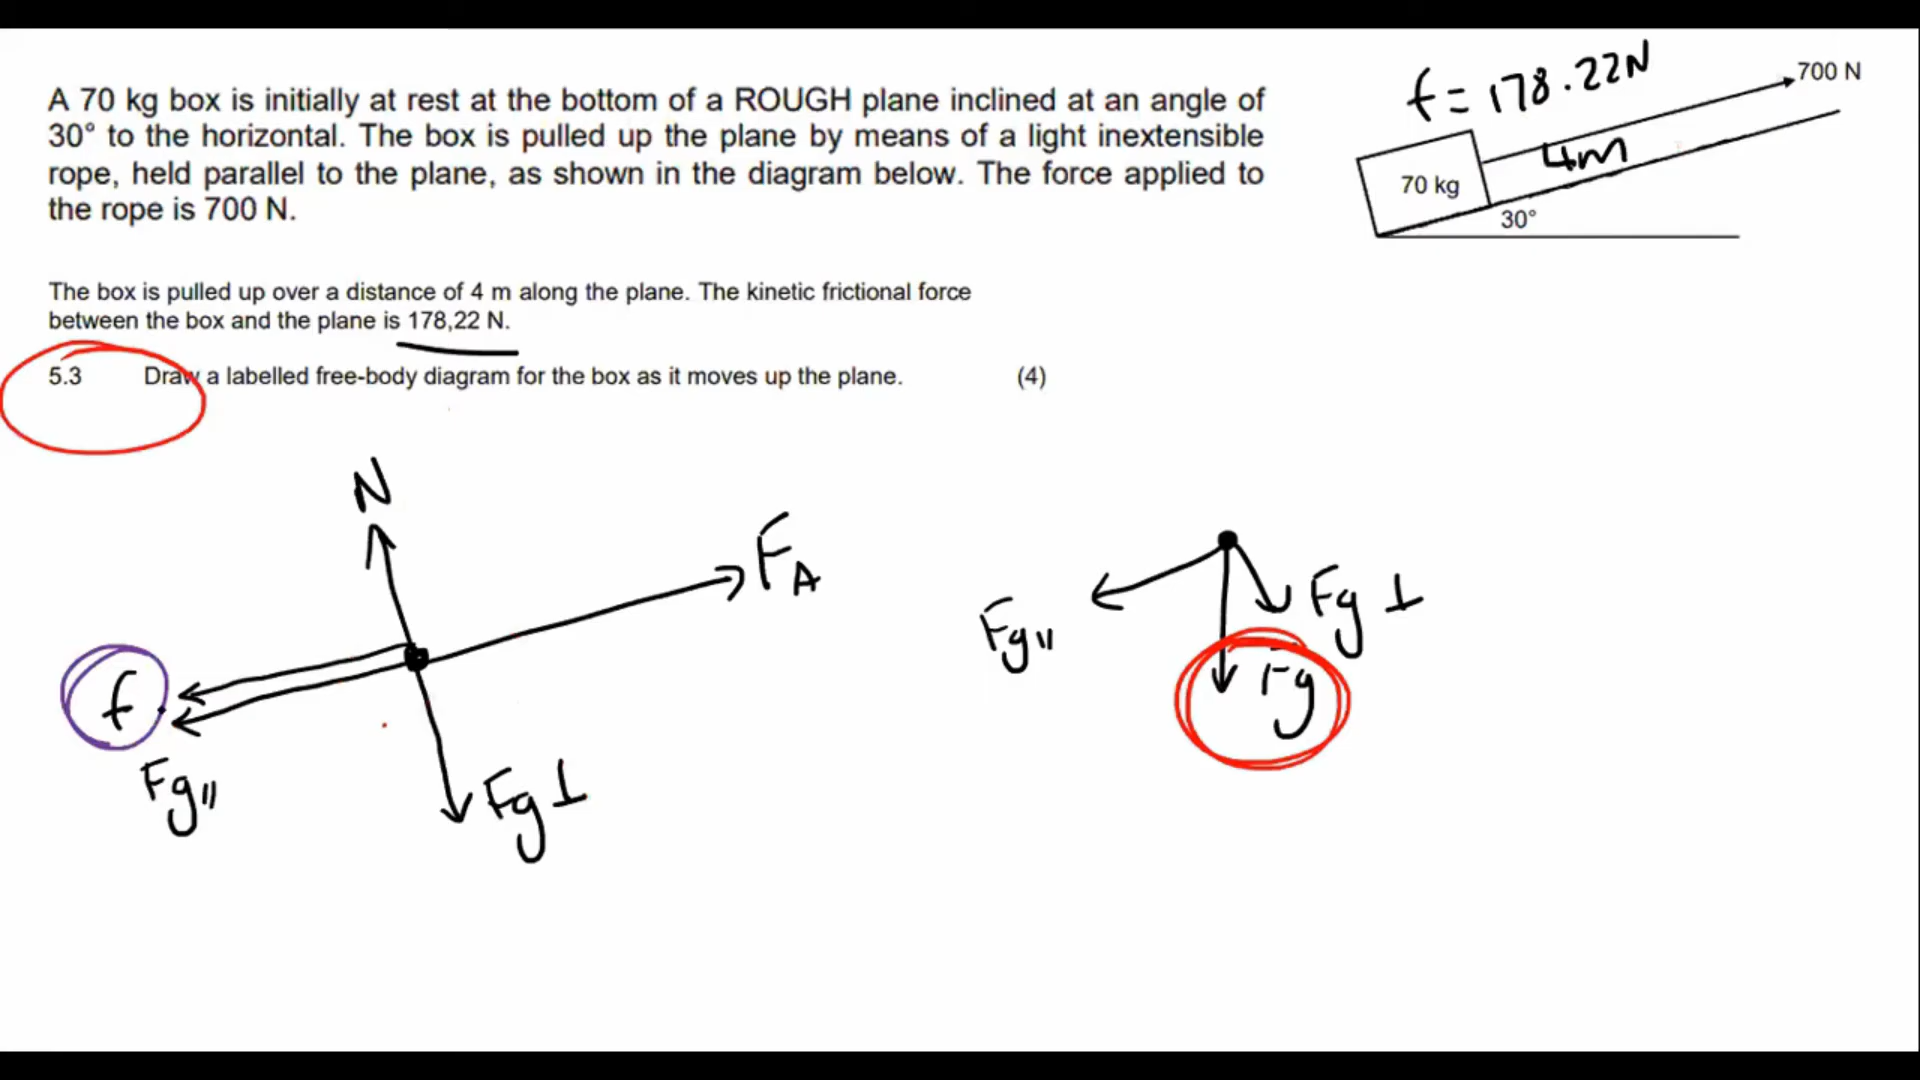 A 70 kg box is initially at rest at the bottom of a ROUGH plane inclined at an angle of
30° to the horizontal. The box is pulled up the plane by means of a light inextensible
rope, held parallel to the plane, as shown in the diagram below. The force applied to
the rope is 700 N.
f = 178.22N
700 N
4m
70 kg
30°
The box is pulled up over a distance of 4 m along the plane. The kinetic frictional force
between the box and the plane is 178,22 N.
5.3 Draw a labelled free-body diagram for the box as it moves up the plane. (4)
N
FA
f
Fg||
Fg⊥
Fg||
Fg⊥
Fg